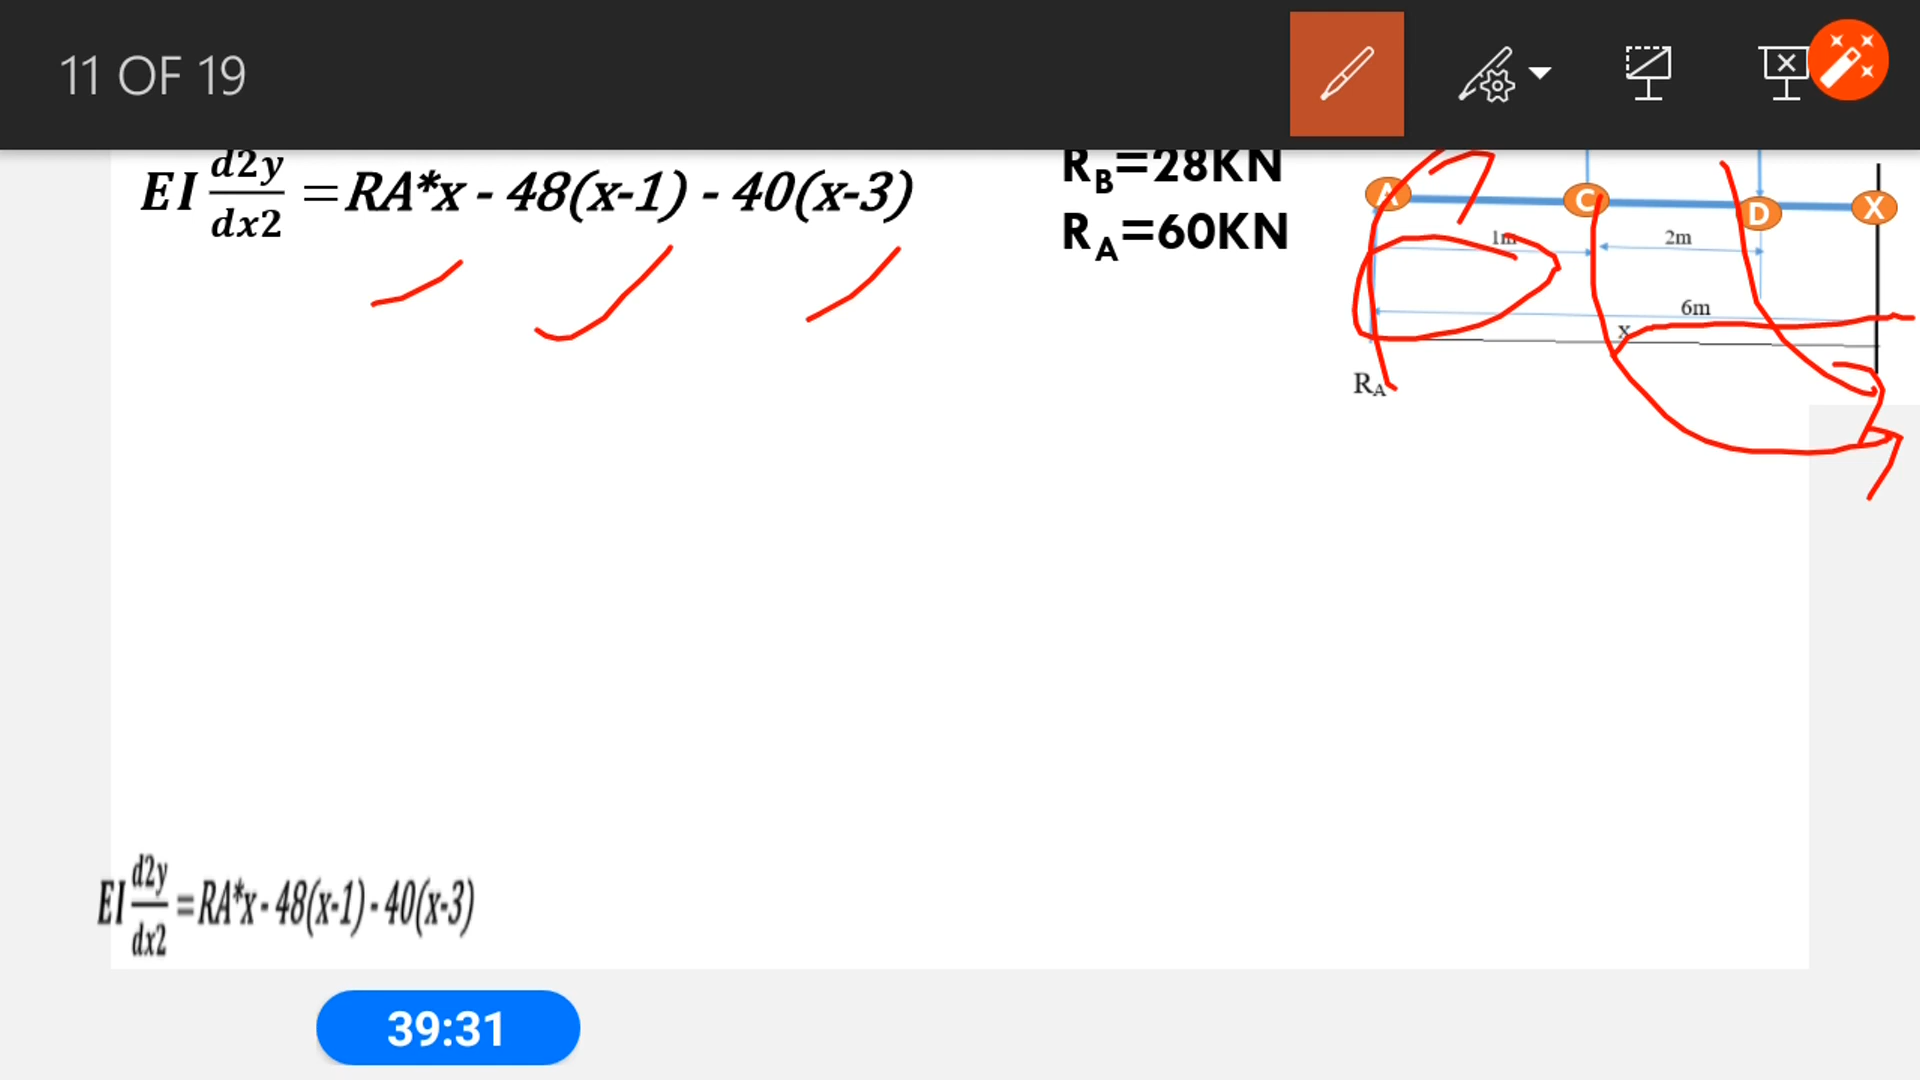 11 OF 19
EI d2y/dx2 =RA*x - 48(x-1) - 40(x-3)
RB=28KN
RA=60KN
A C D X
1m 2m
6m
x
RA
EI d2y/dx2 =RA*x - 48(x-1) - 40(x-3)
39:31